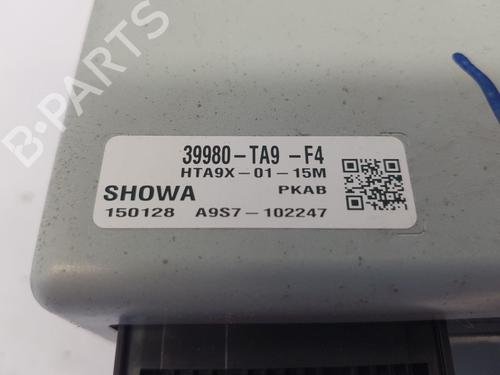 B-PARTS
39980-TA9 -F4
HTA9X-01-15M
SHOWA PKAB
150128 A9S7-102247